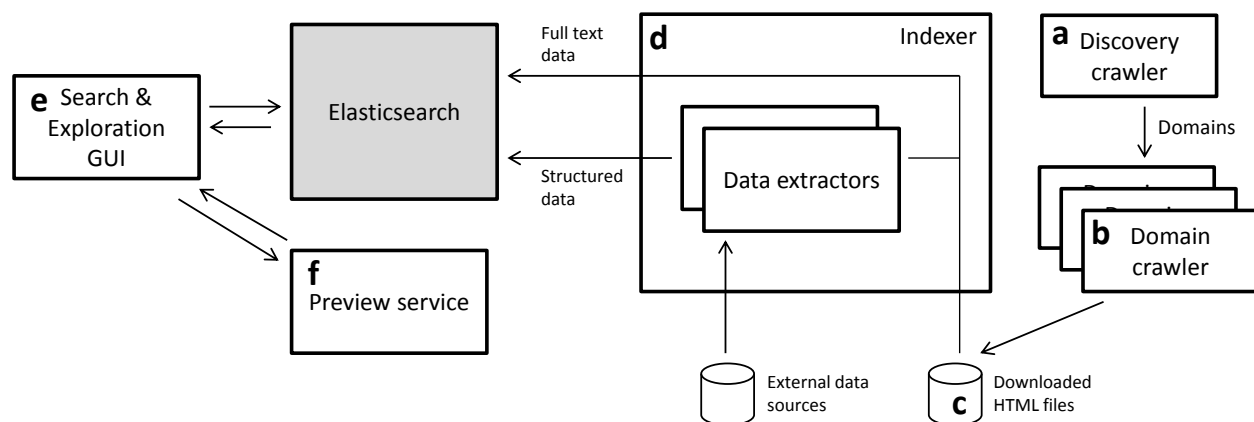 e Search &
Exploration
GUI
Elasticsearch
Full text
data
Structured
data
f
Preview service
d Indexer
Data extractors
External data
sources
a Discovery
crawler
Domains
b Domain
crawler
c
Downloaded
HTML files